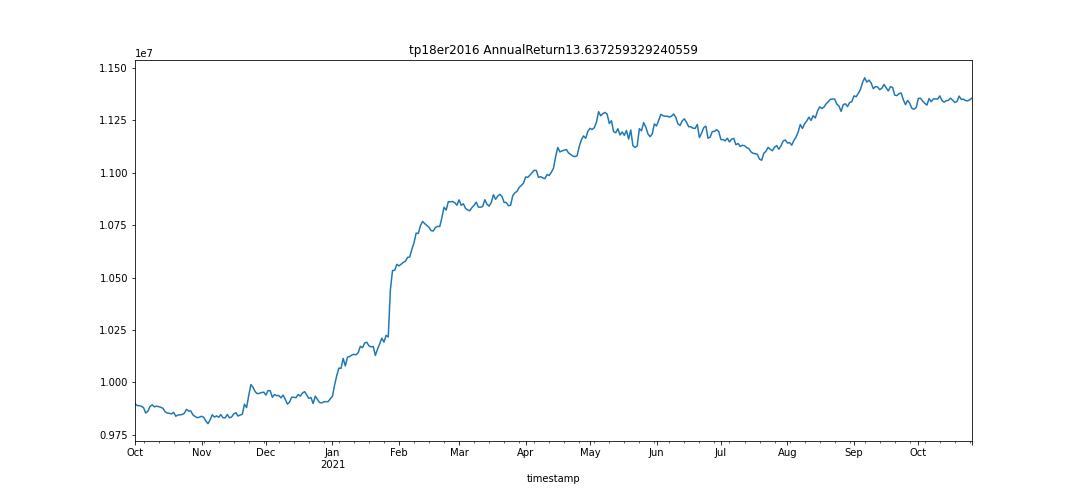 tp18er2016 AnnualReturn13.637259329240559
1e7
1.150
1.125
1.100
1.075
1.050
1.025
1.000
0.975
Oct Nov Dec Jan Feb Mar Apr May Jun Jul Aug Sep Oct
2021
timestamp